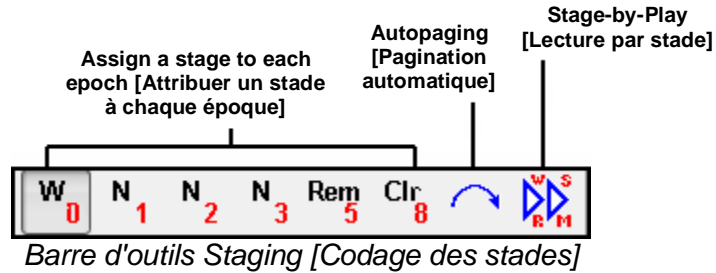 Stage-by-Play
[Lecture par stade]
Autopaging
[Pagination
automatique]
Assign a stage to each
epoch [Attribuer un stade
à chaque époque]
W 0 N 1 N 2 N 3 Rem 5 Clr 8 W S R M
Barre d'outils Staging [Codage des stades]